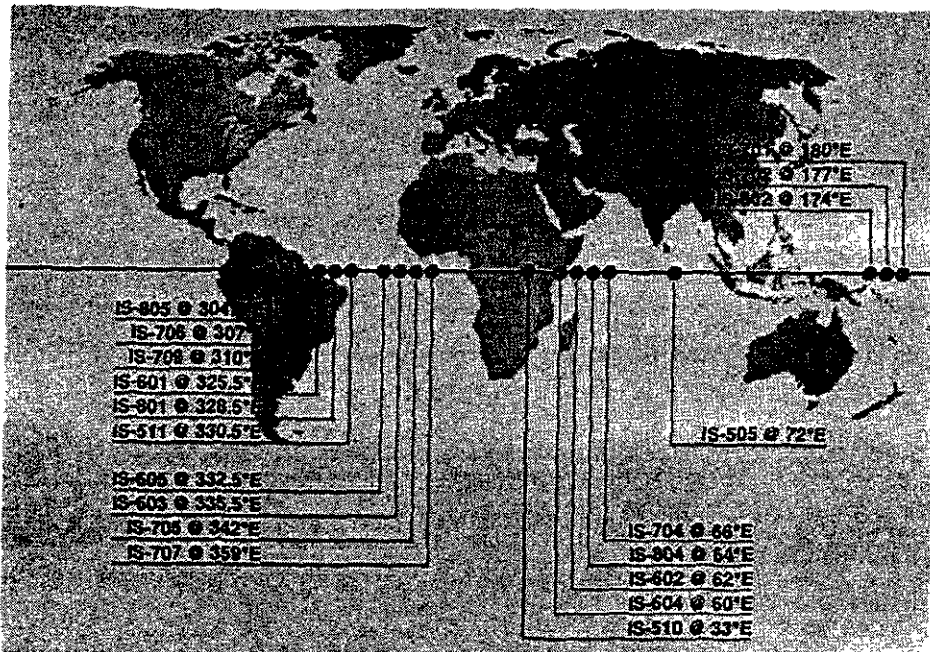 @ 180°E
@ 177°E
@ 174°E
IS-805 @ 304°
IS-706 @ 307°
IS-709 @ 310°
IS-601 @ 325.5°E
IS-801 @ 328.5°E
IS-511 @ 330.5°E
IS-505 @ 72°E
IS-605 @ 332.5°E
IS-603 @ 335.5°E
IS-705 @ 342°E
IS-707 @ 359°E
IS-704 @ 66°E
IS-804 @ 64°E
IS-602 @ 62°E
IS-604 @ 60°E
IS-510 @ 33°E